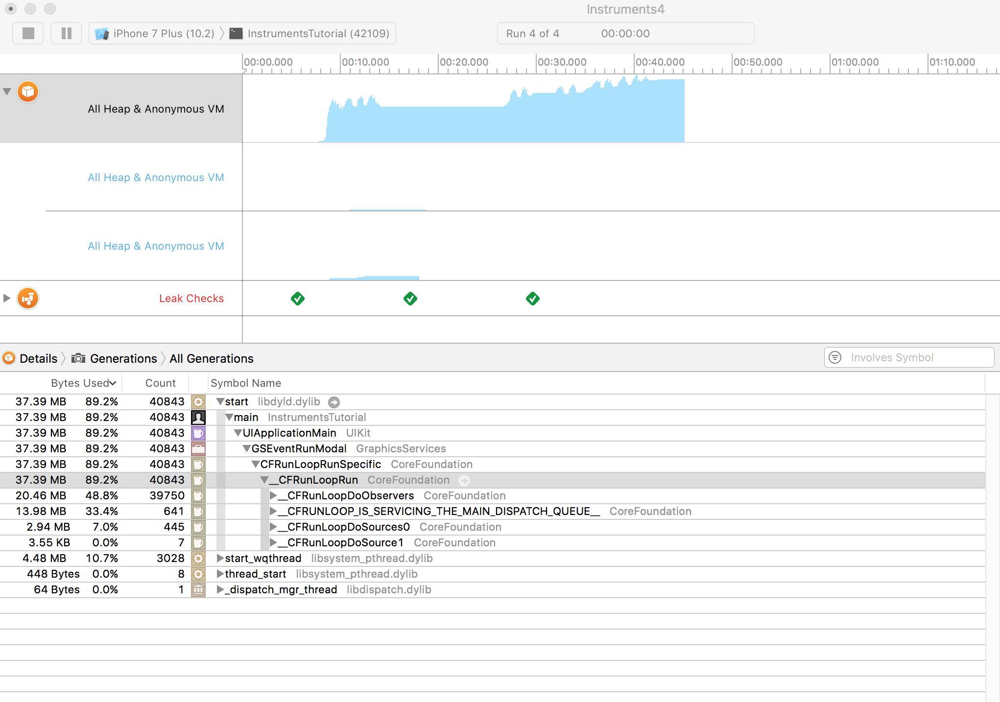 Instruments4
iPhone 7 Plus (10.2) InstrumentsTutorial (42109) Run 4 of 4 00:00:00
00:00.000 00:10.000 00:20.000 00:30.000 00:40.000 00:50.000 01:00.000 01:10.000
All Heap & Anonymous VM
All Heap & Anonymous VM
All Heap & Anonymous VM
Leak Checks
Details Generations All Generations Involves Symbol
Bytes Used Count Symbol Name
37.39 MB 89.2% 40843 start libdyld.dylib
37.39 MB 89.2% 40843 main InstrumentsTutorial
37.39 MB 89.2% 40843 UIApplicationMain UIKit
37.39 MB 89.2% 40843 GSEventRunModal GraphicsServices
37.39 MB 89.2% 40843 CFRunLoopRunSpecific CoreFoundation
37.39 MB 89.2% 40843 __CFRunLoopRun CoreFoundation
20.46 MB 48.8% 39750 __CFRunLoopDoObservers CoreFoundation
13.98 MB 33.4% 641 __CFRUNLOOP_IS_SERVICING_THE_MAIN_DISPATCH_QUEUE__ CoreFoundation
2.94 MB 7.0% 445 __CFRunLoopDoSources0 CoreFoundation
3.55 KB 0.0% 7 __CFRunLoopDoSource1 CoreFoundation
4.48 MB 10.7% 3028 start_wqthread libsystem_pthread.dylib
448 Bytes 0.0% 8 thread_start libsystem_pthread.dylib
64 Bytes 0.0% 1 _dispatch_mgr_thread libdispatch.dylib